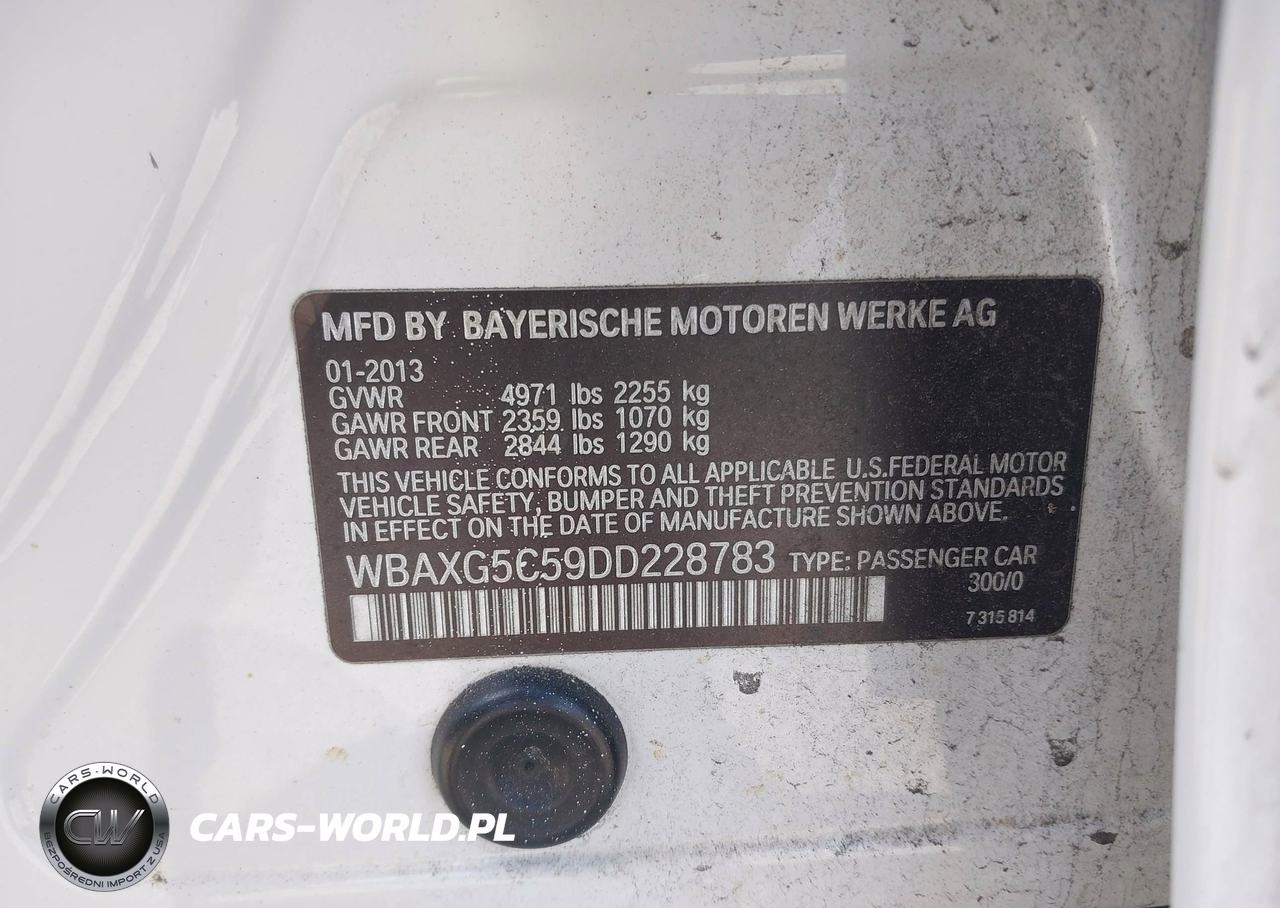 MFD BY BAYERISCHE MOTOREN WERKE AG
01-2013
GVWR 4971 lbs 2255 kg
GAWR FRONT 2359 lbs 1070 kg
GAWR REAR 2844 lbs 1290 kg
THIS VEHICLE CONFORMS TO ALL APPLICABLE U.S.FEDERAL MOTOR
VEHICLE SAFETY, BUMPER AND THEFT PREVENTION STANDARDS
IN EFFECT ON THE DATE OF MANUFACTURE SHOWN ABOVE.
WBAXG5C59DD228783 TYPE: PASSENGER CAR
300/0
7 315 814
CARS-WORLD
CW
BEZPOŚREDNI IMPORT Z USA
CARS-WORLD.PL